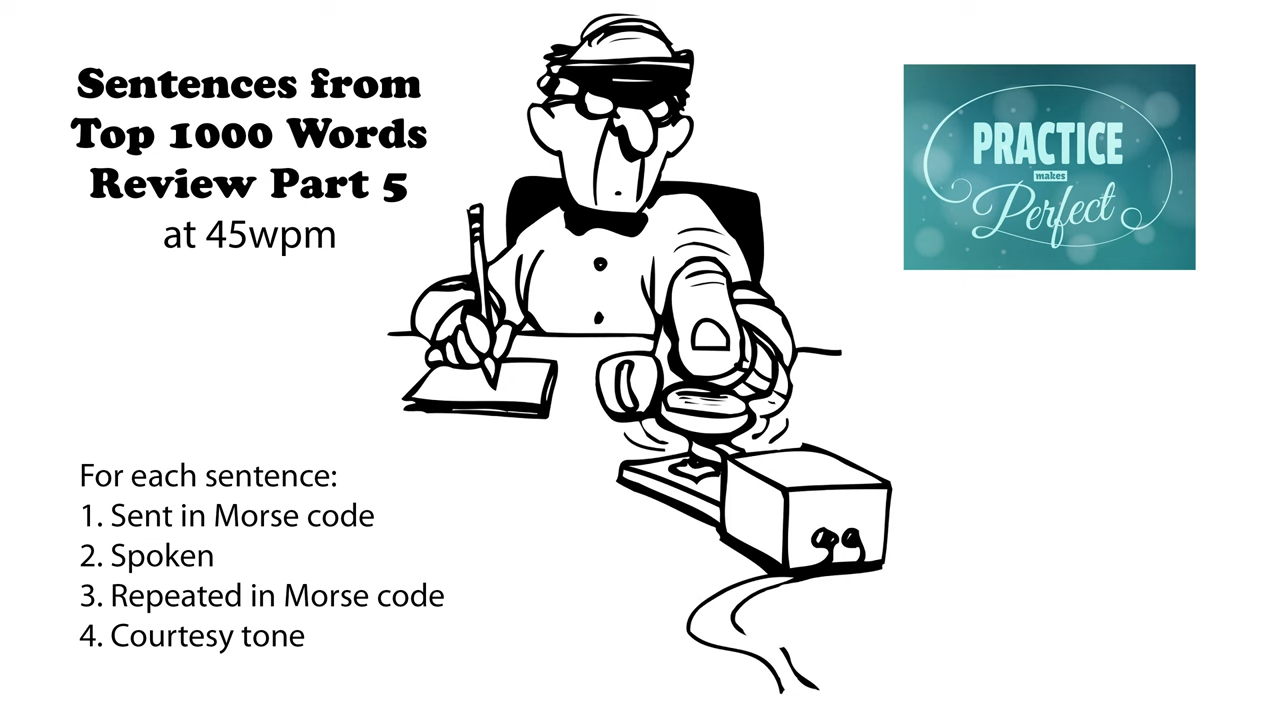 Sentences from
Top 1000 Words
Review Part 5
at 45wpm
PRACTICE
makes
Perfect
For each sentence:
1. Sent in Morse code
2. Spoken
3. Repeated in Morse code
4. Courtesy tone